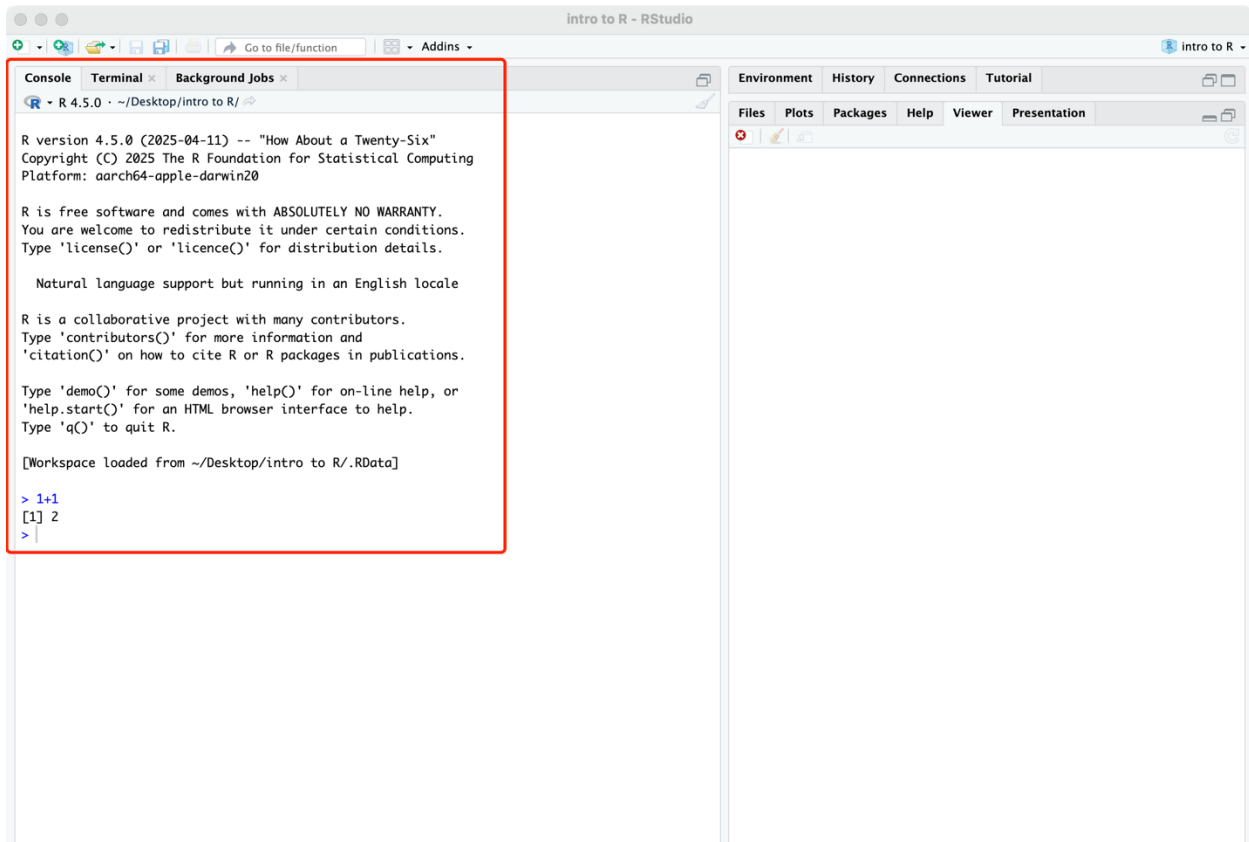 intro to R - RStudio
Go to file/function
Addins
intro to R
Console Terminal Background Jobs
R 4.5.0 · ~/Desktop/intro to R/
R version 4.5.0 (2025-04-11) -- "How About a Twenty-Six"
Copyright (C) 2025 The R Foundation for Statistical Computing
Platform: aarch64-apple-darwin20
R is free software and comes with ABSOLUTELY NO WARRANTY.
You are welcome to redistribute it under certain conditions.
Type 'license()' or 'licence()' for distribution details.
Natural language support but running in an English locale
R is a collaborative project with many contributors.
Type 'contributors()' for more information and
'citation()' on how to cite R or R packages in publications.
Type 'demo()' for some demos, 'help()' for on-line help, or
'help.start()' for an HTML browser interface to help.
Type 'q()' to quit R.
[Workspace loaded from ~/Desktop/intro to R/.RData]
> 1+1
[1] 2
>
Environment History Connections Tutorial
Files Plots Packages Help Viewer Presentation